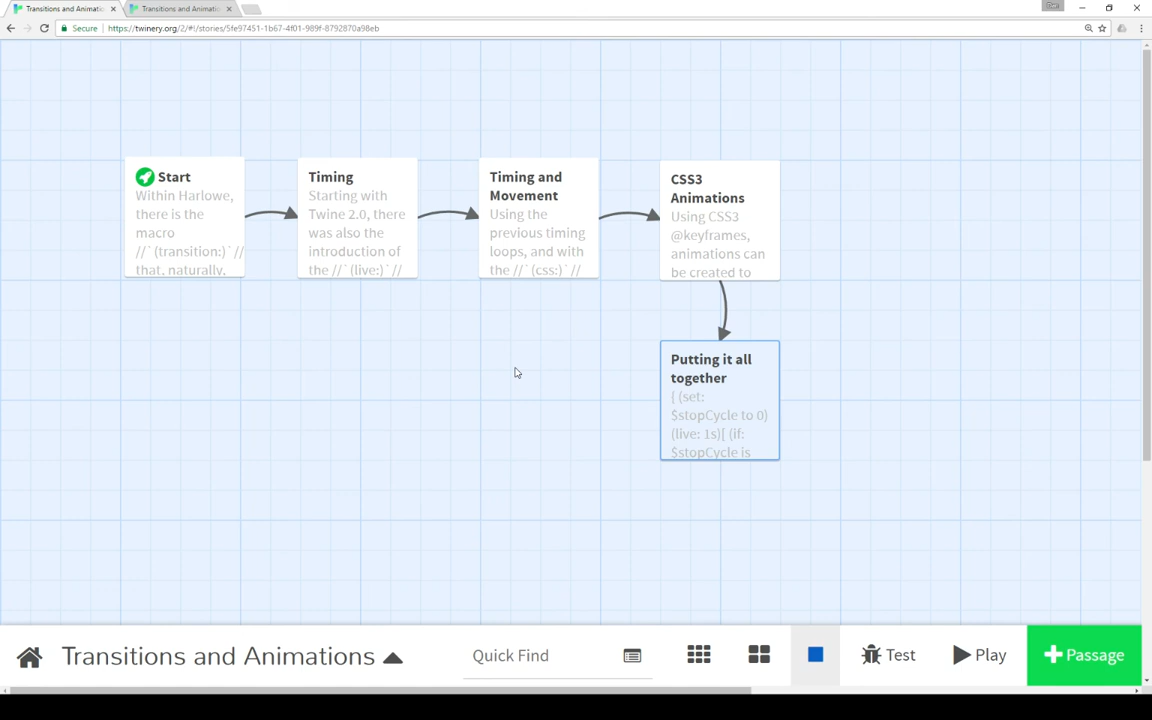 Transitions and Animations
Transitions and Animation
Secure
https://twinery.org/2/#!/stories/5fe97451-1b67-4f01-989f-8792870a98eb
Start
Within Harlowe,
there is the
macro
//`(transition:)`//
that, naturally,
Timing
Starting with
Twine 2.0, there
was also the
introduction of
the //`(live:)`//
Timing and
Movement
Using the
previous timing
loops, and with
the //`(css:)`//
CSS3
Animations
Using CSS3
@keyframes,
animations can
be created to
Putting it all
together
{ (set:
$stopCycle to 0)
(live: 1s)[ (if:
$stopCycle is
Transitions and Animations
Quick Find
Test
Play
Passage